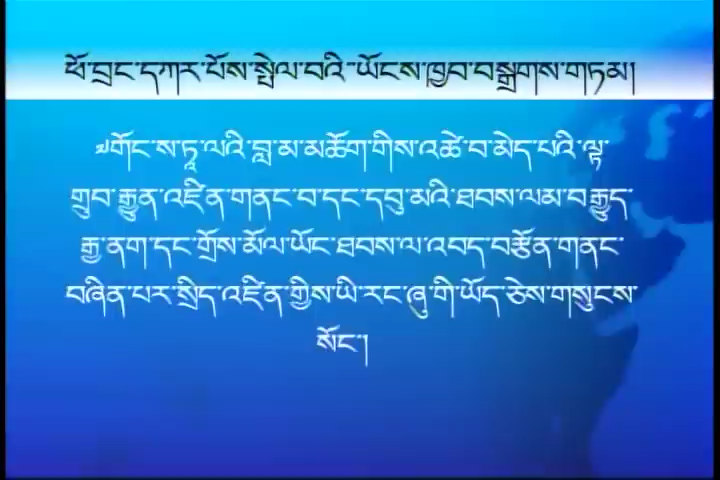 ཕོ་བྲང་དཀར་པོས་སྤེལ་བའི་ཡོངས་ཁྱབ་བསྒྲགས་གཏམ།
༧གོང་ས་ཏཱ་ལའི་བླ་མ་མཆོག་གིས་འཚེ་བ་མེད་པའི་ལྟ་
གྲུབ་རྒྱུན་འཛིན་གནང་བ་དང་དབུ་མའི་ཐབས་ལམ་བརྒྱུད་
རྒྱ་ནག་དང་གྲོས་མོལ་ཡོང་ཐབས་ལ་འབད་བརྩོན་གནང་
བཞིན་པར་སྲིད་འཛིན་གྱིས་ཡི་རང་ཞུ་གི་ཡོད་ཅེས་གསུངས་
སོང་།